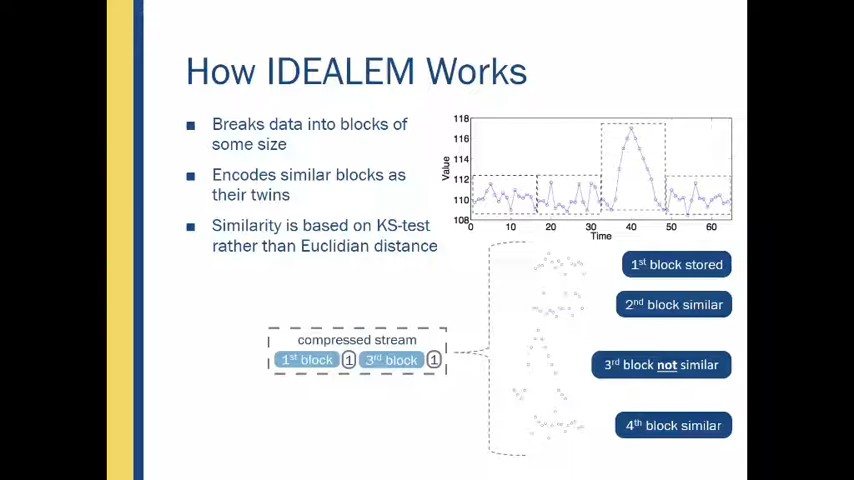 How IDEALEM Works
Breaks data into blocks of
some size
Encodes similar blocks as
their twins
Similarity is based on KS-test
rather than Euclidian distance
118
116
114
112
110
108
Value
0 10 20 30 40 50 60
Time
1st block stored
2nd block similar
3rd block not similar
4th block similar
compressed stream
1st block 1 3rd block 1